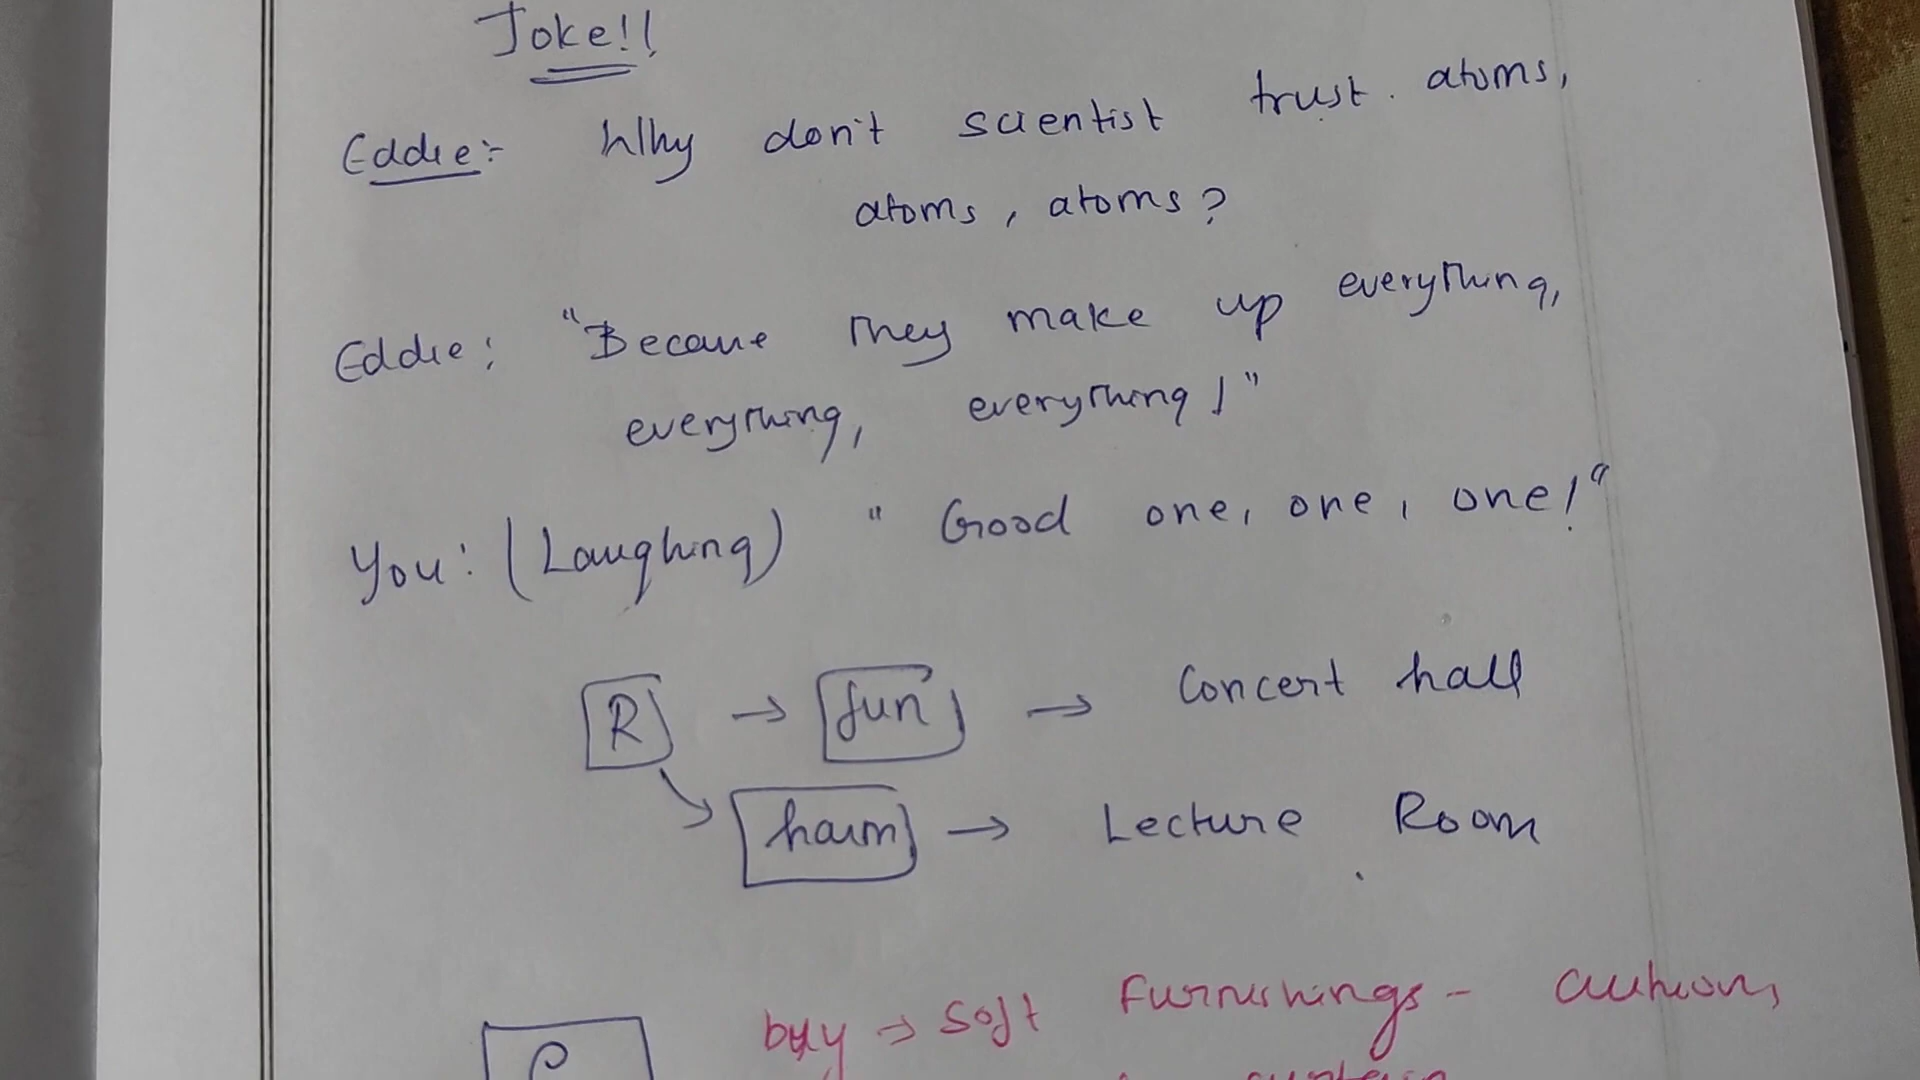 Joke!!
Eddie:- Why don't scientist trust. atoms,
atoms, atoms?
Eddie: "Because they make up everything,
everything, everything!"
You: (Laughing) "Good one, one, one!"
R → fun → Concert hall
harm → Lecture Room
buy → Soft Furnishings - cushions,